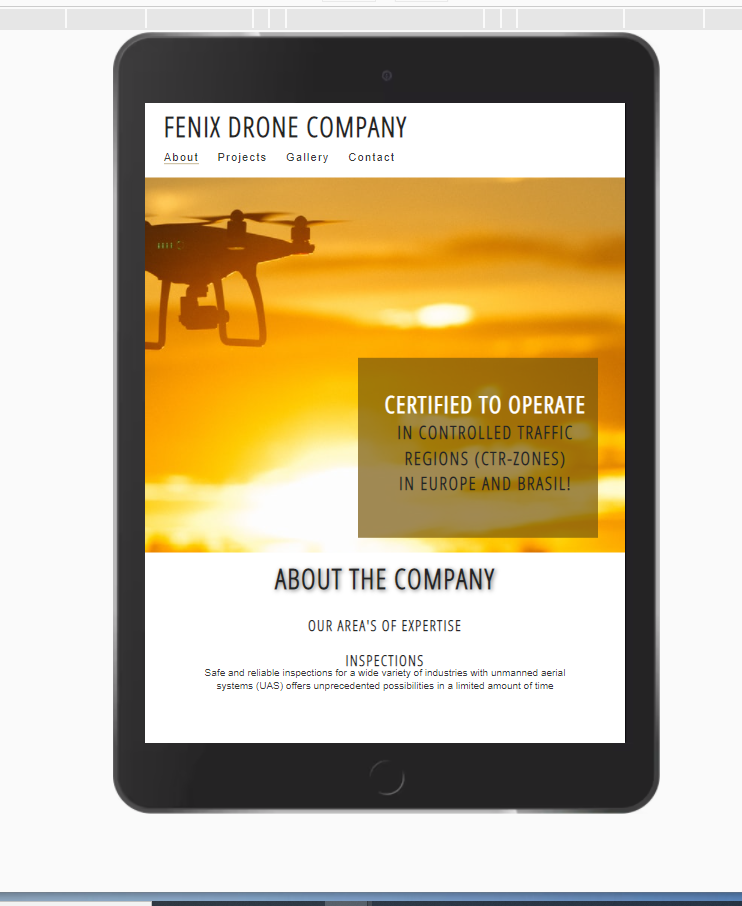 FENIX DRONE COMPANY
About Projects Gallery Contact
CERTIFIED TO OPERATE
IN CONTROLLED TRAFFIC
REGIONS (CTR-ZONES)
IN EUROPE AND BRASIL!
ABOUT THE COMPANY
OUR AREA'S OF EXPERTISE
INSPECTIONS
Safe and reliable inspections for a wide variety of industries with unmanned aerial
systems (UAS) offers unprecedented possibilities in a limited amount of time